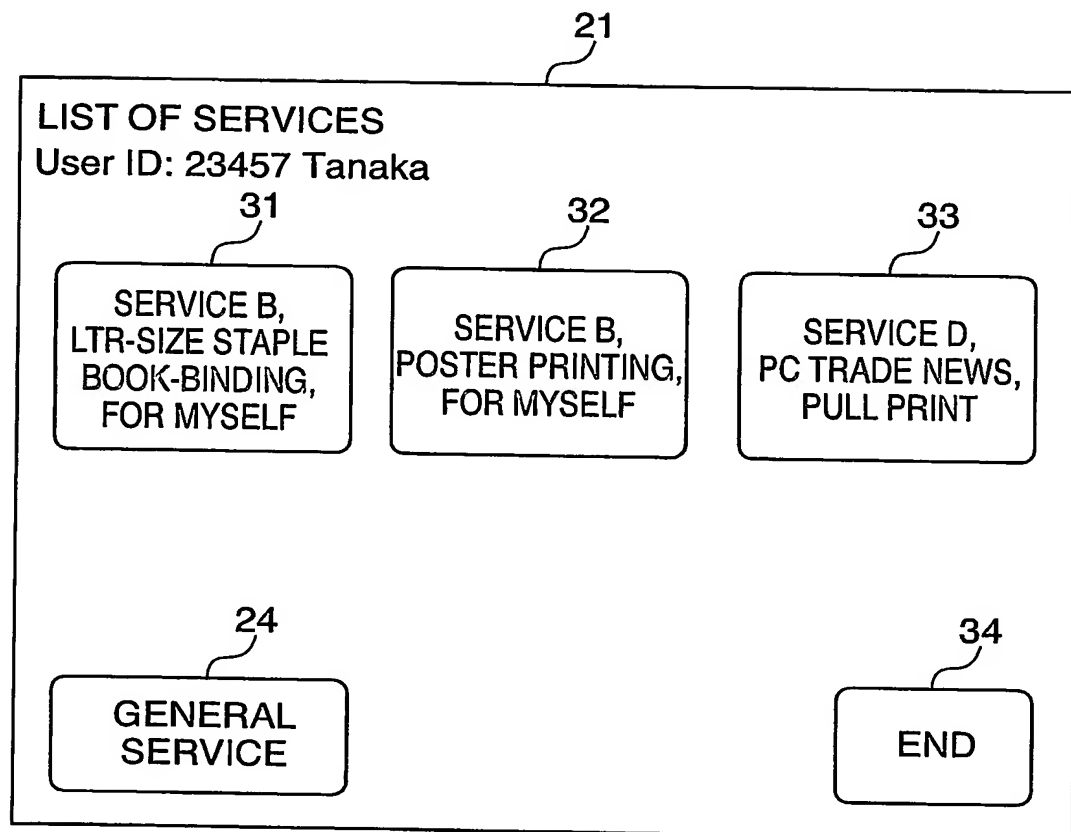 21
LIST OF SERVICES
User ID: 23457 Tanaka
31
32
33
SERVICE B,
LTR-SIZE STAPLE
BOOK-BINDING,
FOR MYSELF
SERVICE B,
POSTER PRINTING,
FOR MYSELF
SERVICE D,
PC TRADE NEWS,
PULL PRINT
24
34
GENERAL
SERVICE
END